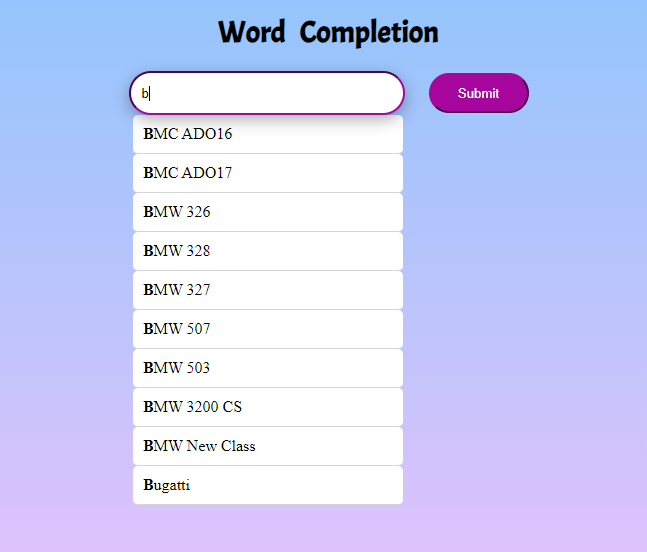 Word Completion
b
Submit
BMC ADO16
BMC ADO17
BMW 326
BMW 328
BMW 327
BMW 507
BMW 503
BMW 3200 CS
BMW New Class
Bugatti